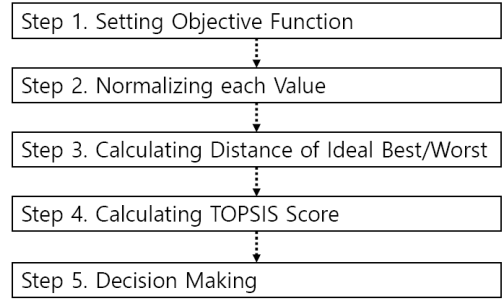 Step 1. Setting Objective Function
Step 2. Normalizing each Value
Step 3. Calculating Distance of Ideal Best/Worst
Step 4. Calculating TOPSIS Score
Step 5. Decision Making